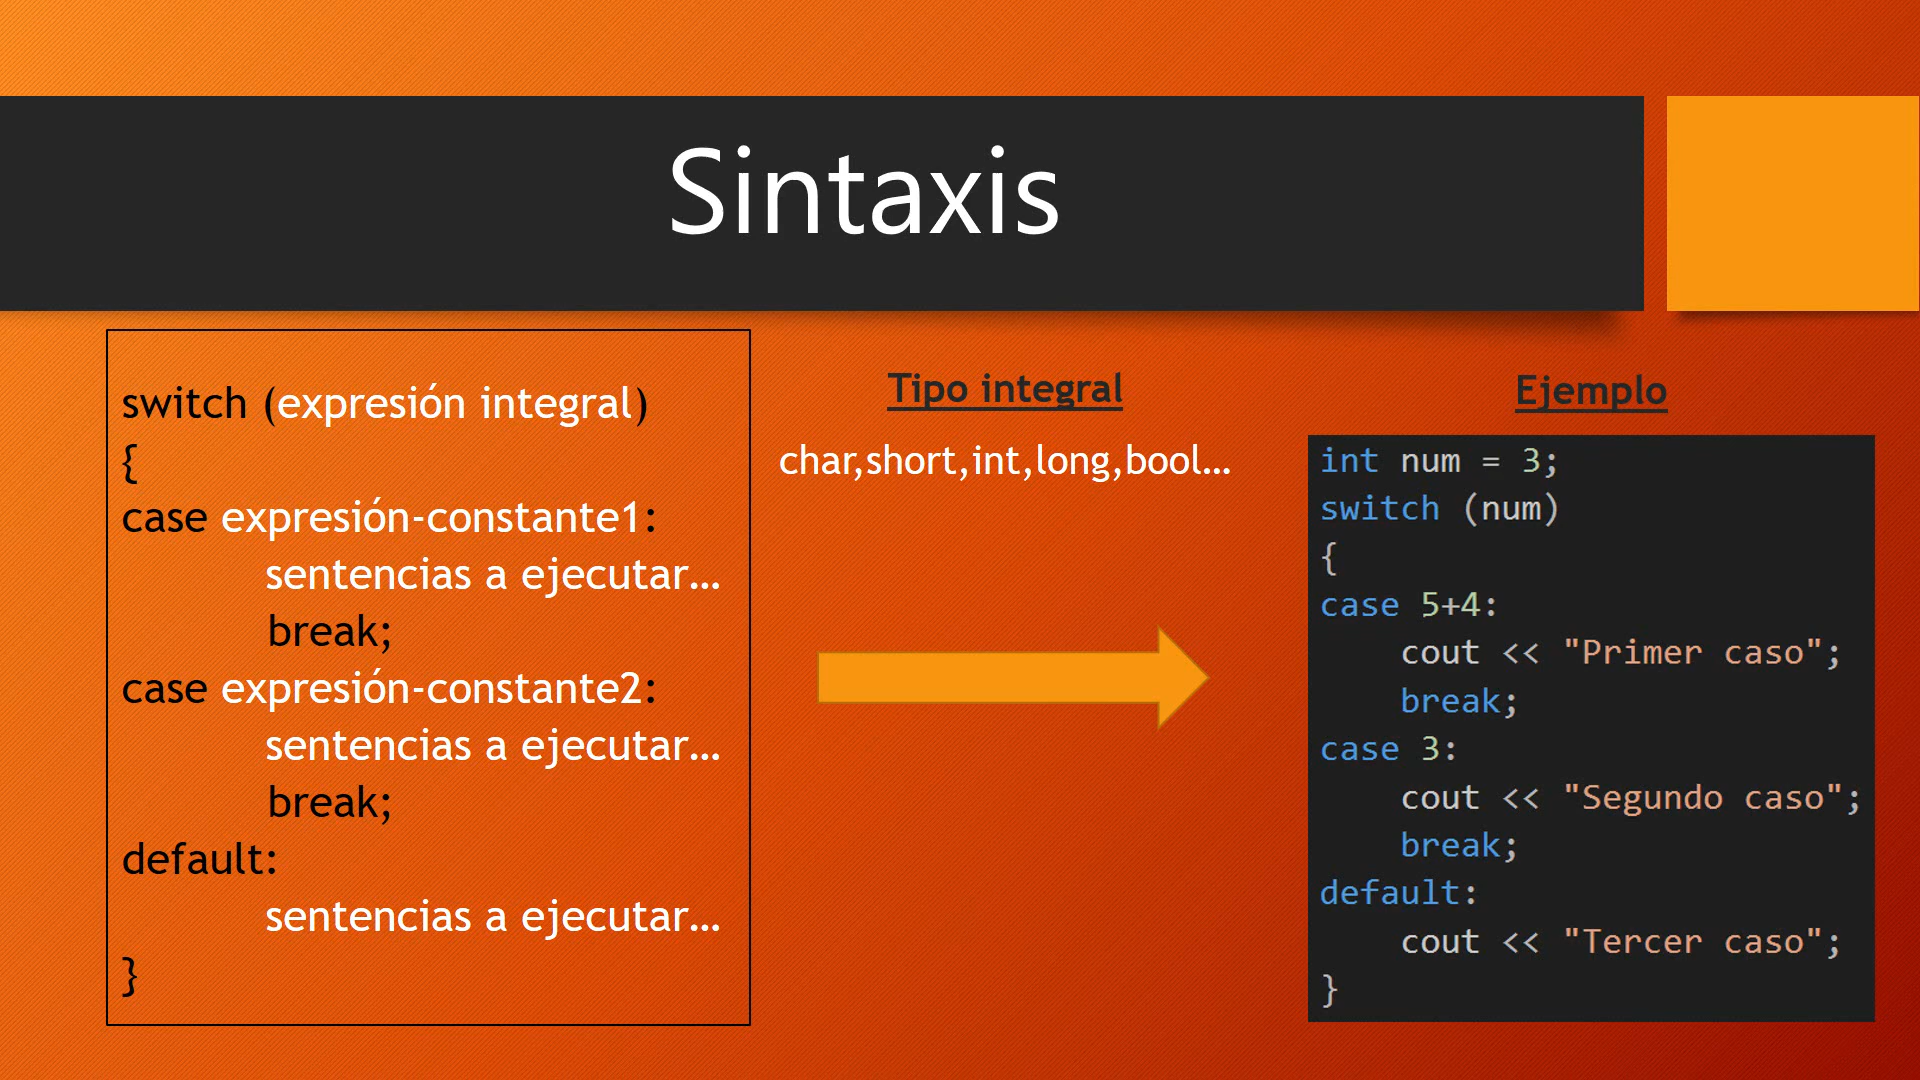 Sintaxis
switch (expresión integral)
{
case expresión-constante1:
sentencias a ejecutar...
break;
case expresión-constante2:
sentencias a ejecutar...
break;
default:
sentencias a ejecutar...
}
Tipo integral
char,short,int,long,bool...
Ejemplo
int num = 3;
switch (num)
{
case 5+4:
cout << "Primer caso";
break;
case 3:
cout << "Segundo caso";
break;
default:
cout << "Tercer caso";
}